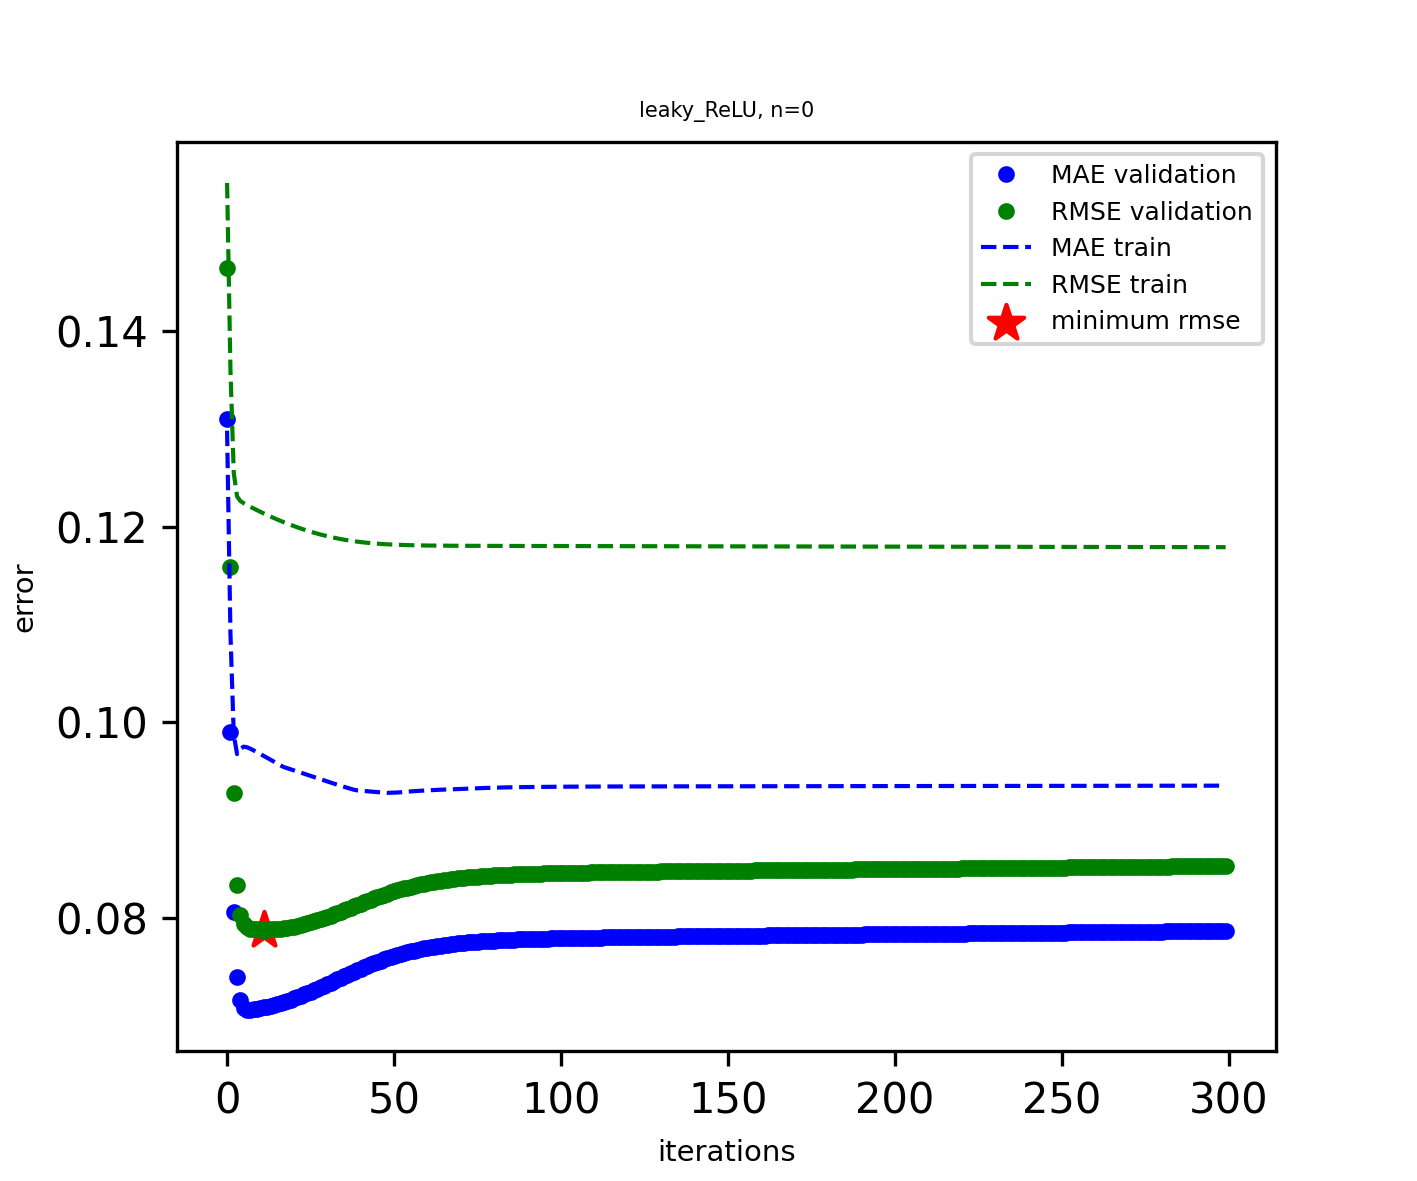 leaky_ReLU, n=0
MAE validation
RMSE validation
MAE train
RMSE train
minimum rmse
0.14
0.12
0.10
0.08
error
0 50 100 150 200 250 300
iterations